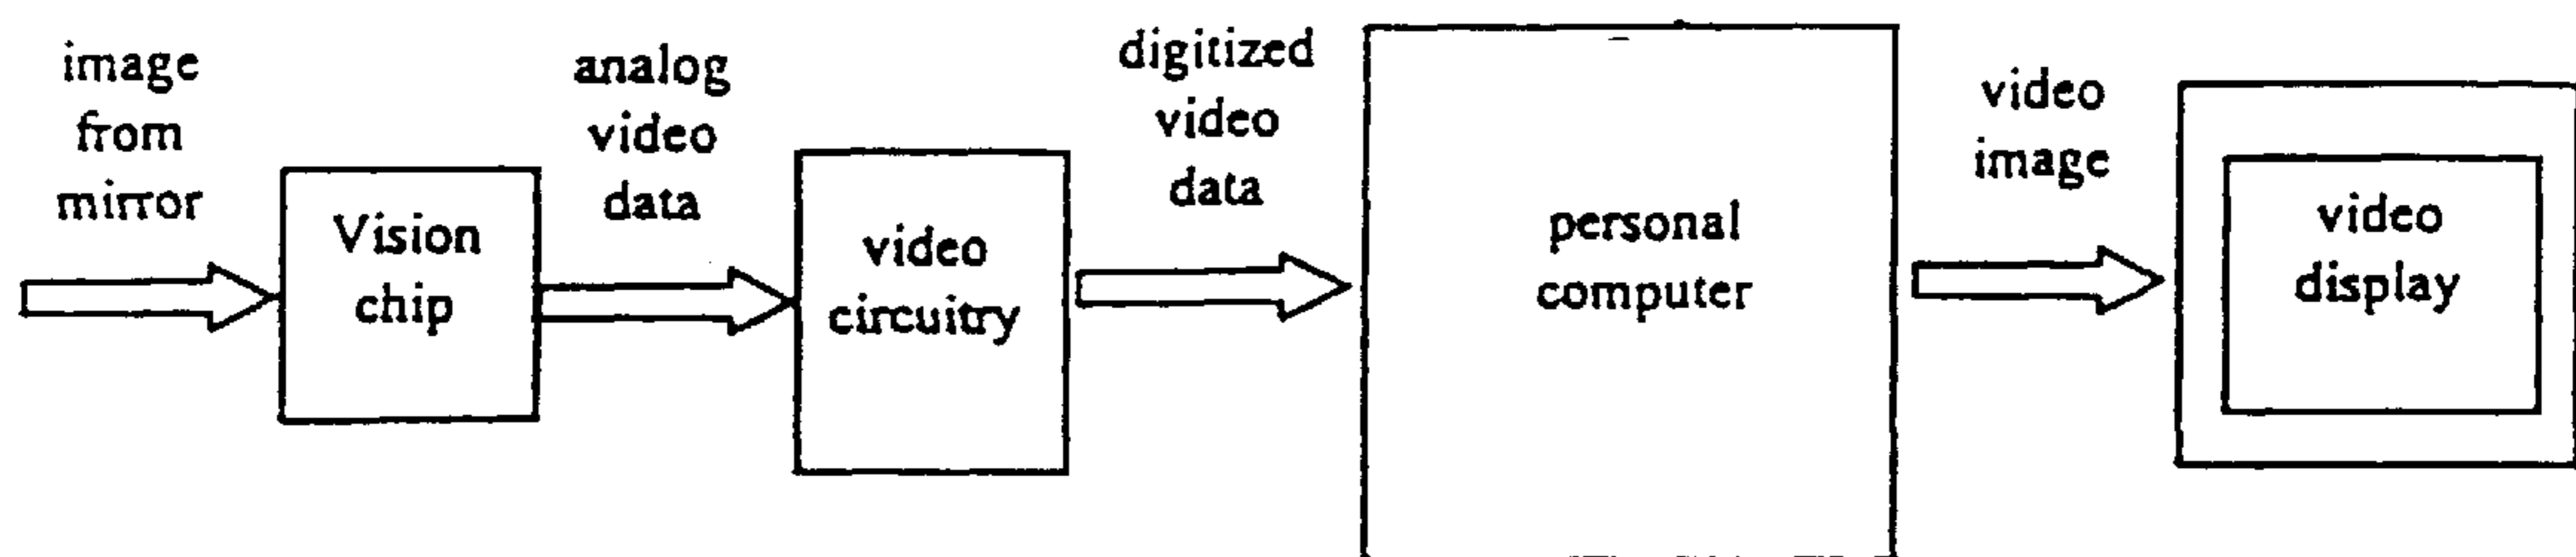 image
from
mirror
Vision
chip
analog
video
data
video
circuitry
digitized
video
data
personal
computer
video
image
video
display